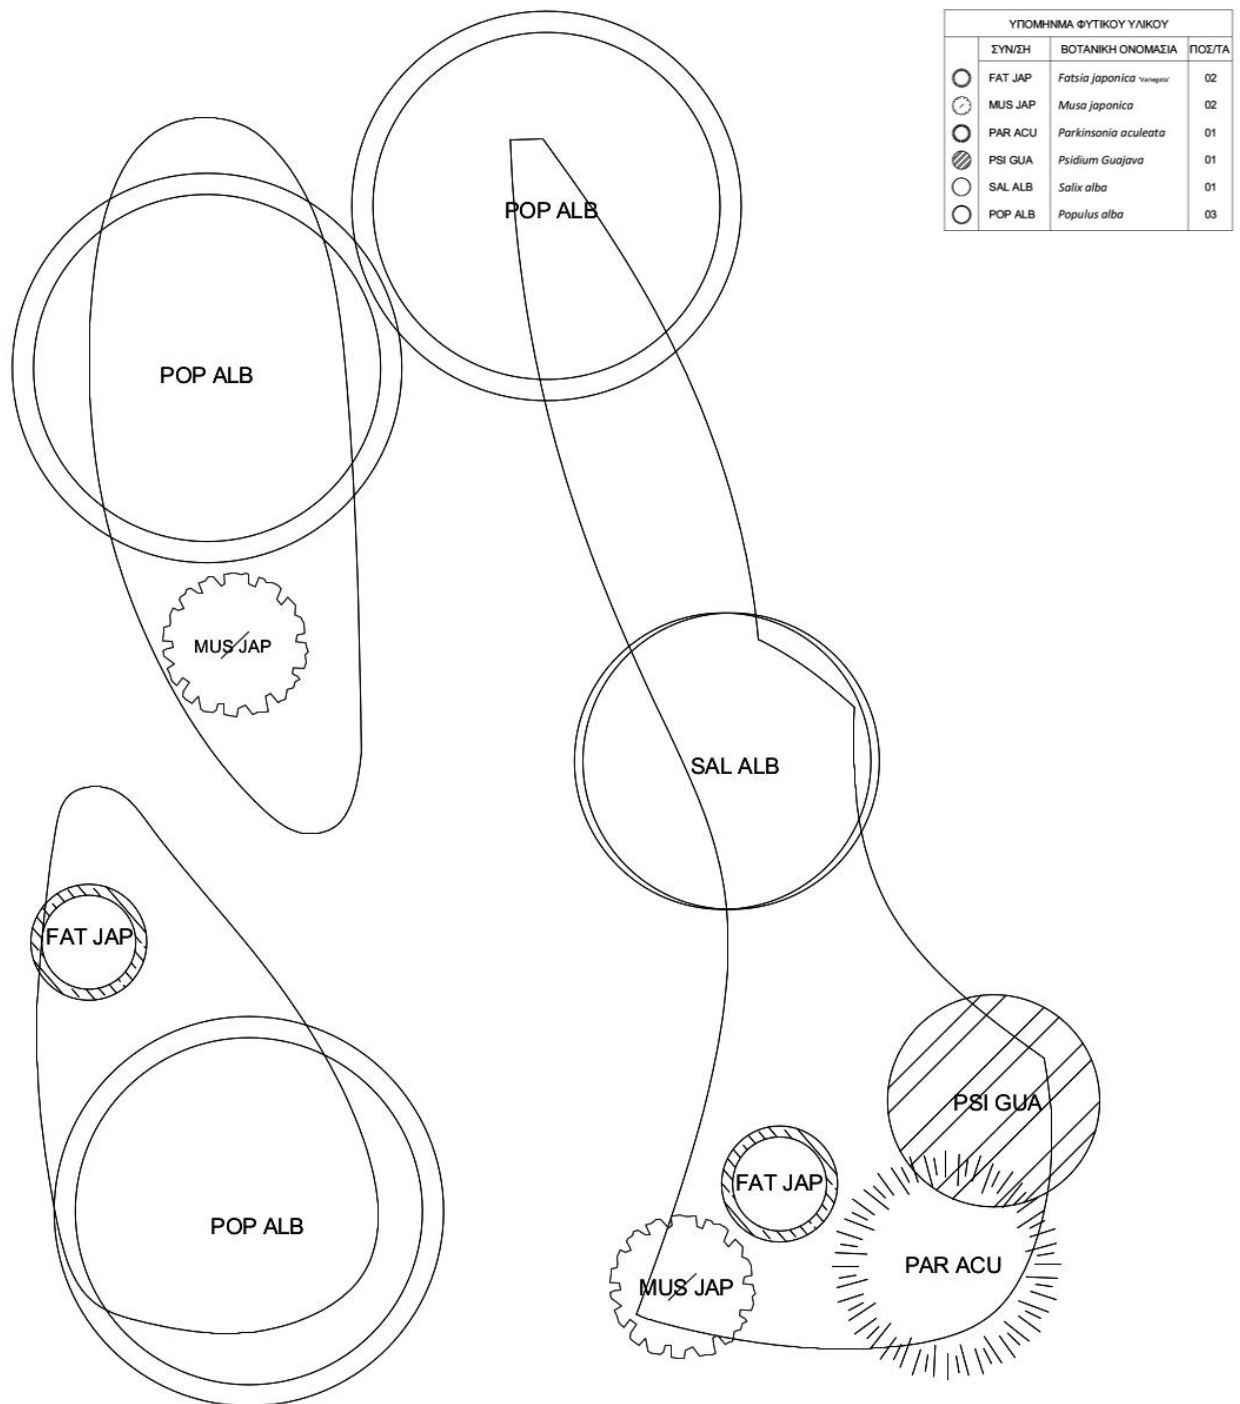 ΥΠΟΜΗΝΜΑ ΦΥΤΙΚΟΥ ΥΛΙΚΟΥ
ΣΥΝ/ΣΗ ΒΟΤΑΝΙΚΗ ΟΝΟΜΑΣΙΑ ΠΟΣ/ΤΑ
FAT JAP Fatsia japonica 'Variegata' 02
MUS JAP Musa japonica 02
PAR ACU Parkinsonia aculeata 01
PSI GUA Psidium Guajava 01
SAL ALB Salix alba 01
POP ALB Populus alba 03
POP ALB
POP ALB
MUS JAP
SAL ALB
FAT JAP
PSI GUA
FAT JAP
POP ALB
PAR ACU
MUS JAP